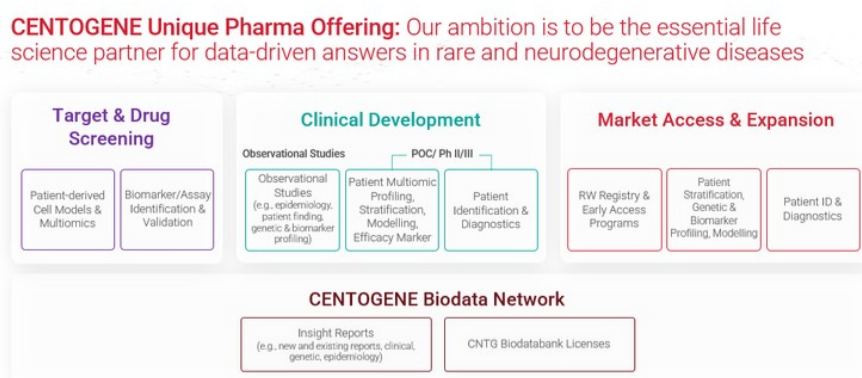 CENTOGENE Unique Pharma Offering: Our ambition is to be the essential life
science partner for data-driven answers in rare and neurodegenerative diseases
Target & Drug
Screening
Patient-derived
Cell Models &
Multiomics
Biomarker/Assay
Identification &
Validation
Clinical Development
Observational Studies
POC/ Ph II/III
Observational
Studies
(e.g., epidemiology,
patient finding,
genetic & biomarker
profiling)
Patient Multiomic
Profiling,
Stratification,
Modelling,
Efficacy Marker
Patient
Identification &
Diagnostics
Market Access & Expansion
RW Registry &
Early Access
Programs
Patient
Stratification,
Genetic &
Biomarker
Profiling, Modelling
Patient ID &
Diagnostics
CENTOGENE Biodata Network
Insight Reports
(e.g., new and existing reports, clinical,
genetic, epidemiology)
CNTG Biodatabank Licenses